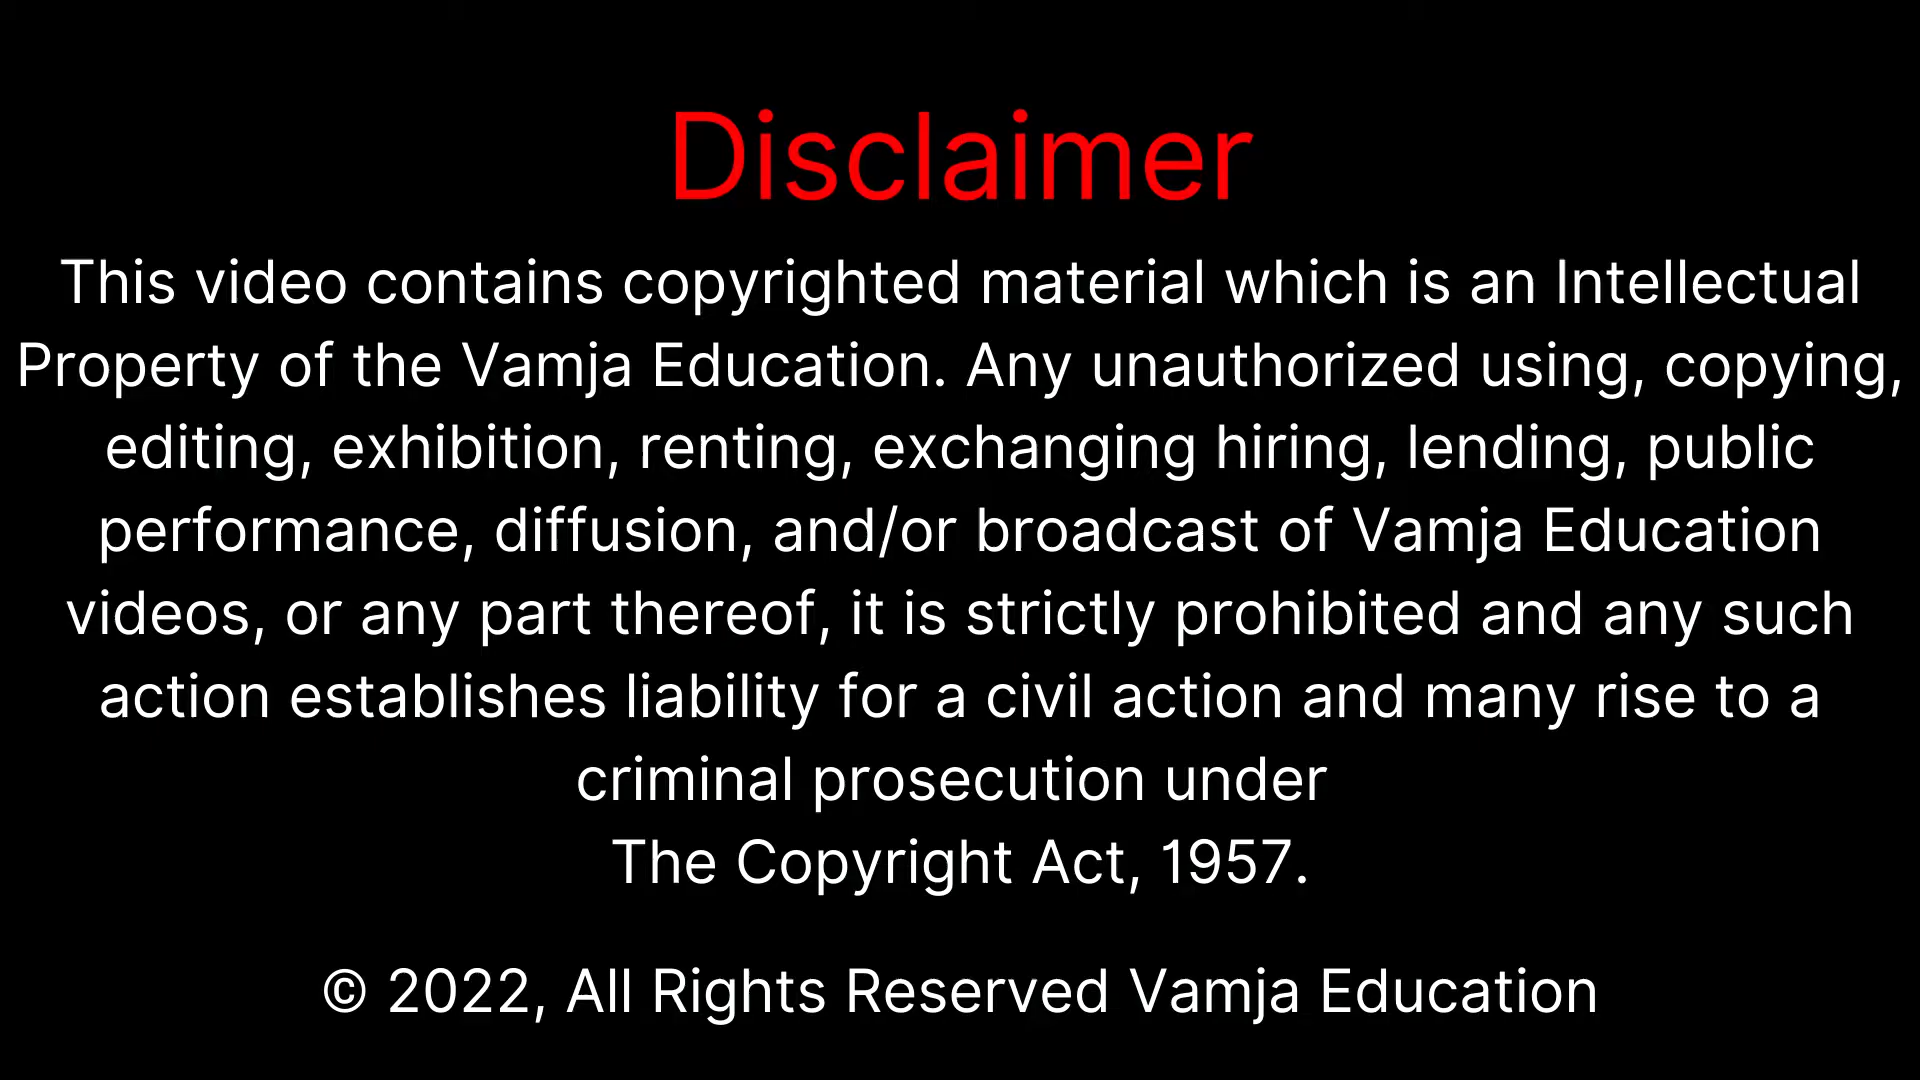 Disclaimer
This video contains copyrighted material which is an Intellectual
Property of the Vamja Education. Any unauthorized using, copying,
editing, exhibition, renting, exchanging hiring, lending, public
performance, diffusion, and/or broadcast of Vamja Education
videos, or any part thereof, it is strictly prohibited and any such
action establishes liability for a civil action and many rise to a
criminal prosecution under
The Copyright Act, 1957.
© 2022, All Rights Reserved Vamja Education